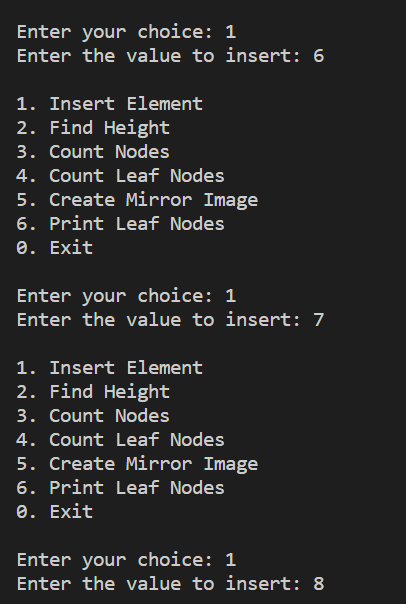 Enter your choice: 1
Enter the value to insert: 6
1. Insert Element
2. Find Height
3. Count Nodes
4. Count Leaf Nodes
5. Create Mirror Image
6. Print Leaf Nodes
0. Exit
Enter your choice: 1
Enter the value to insert: 7
1. Insert Element
2. Find Height
3. Count Nodes
4. Count Leaf Nodes
5. Create Mirror Image
6. Print Leaf Nodes
0. Exit
Enter your choice: 1
Enter the value to insert: 8